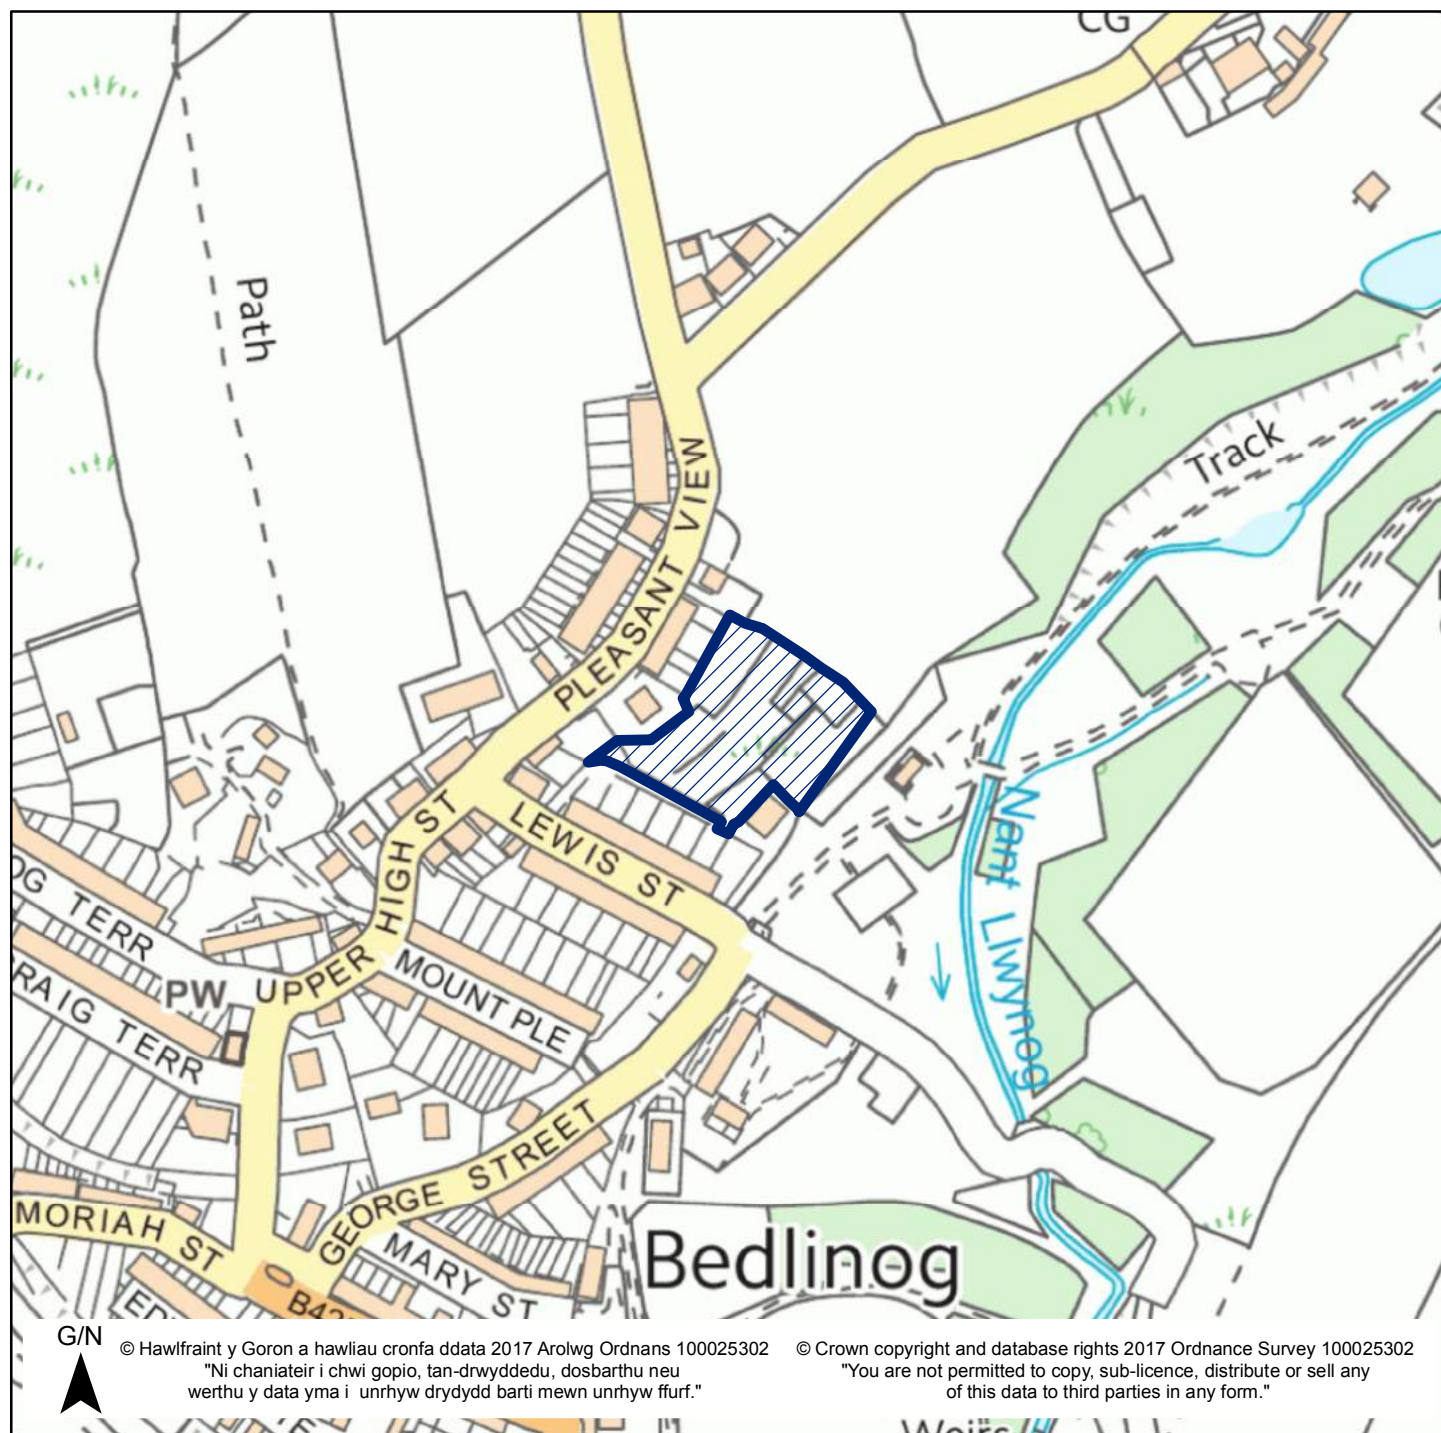 CG
Path
Track
PLEASANT VIEW
LEWIS ST
UPPER HIGH ST
OG TERR
PW
MOUNT PLE
RAIG TERR
Nant Llwynog
GEORGE STREET
MORIAH ST
MARY ST
Bedlinog
G/N
© Hawlfraint y Goron a hawliau cronfa ddata 2017 Arolwg Ordnans 100025302
"Ni chaniateir i chwi gopio, tan-drwyddedu, dosbarthu neu
werthu y data yma i unrhyw drydydd barti mewn unrhyw ffurf."
© Crown copyright and database rights 2017 Ordnance Survey 100025302
"You are not permitted to copy, sub-licence, distribute or sell any
of this data to third parties in any form."
Weirs